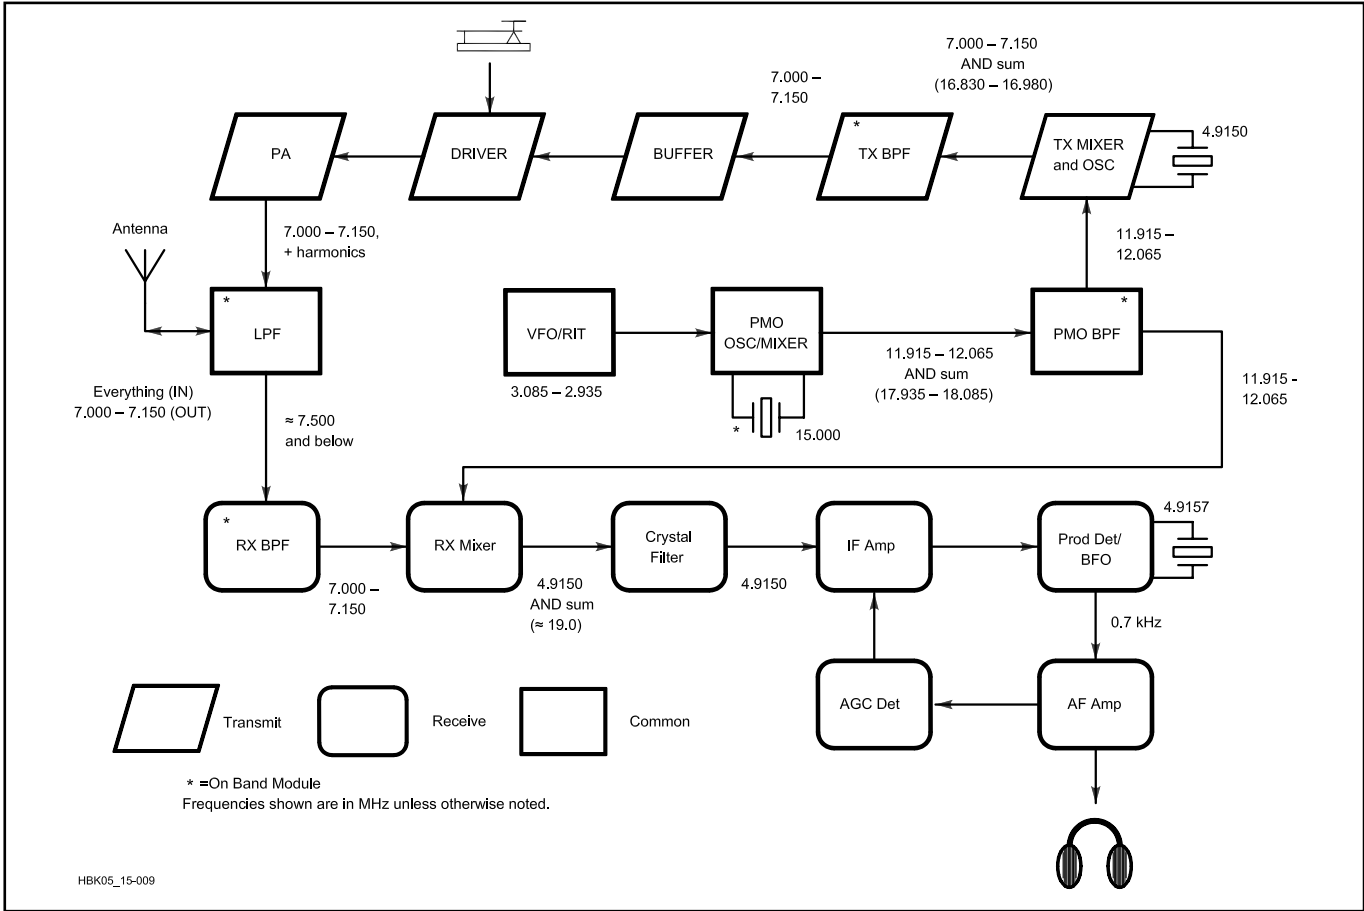 7.000 – 7.150
AND sum
(16.830 – 16.980)
7.000 –
7.150
PA
DRIVER
BUFFER
*
TX BPF
TX MIXER
and OSC
4.9150
Antenna
7.000 – 7.150,
+ harmonics
11.915 –
12.065
*
LPF
VFO/RIT
3.085 – 2.935
PMO
OSC/MIXER
*
15.000
11.915 – 12.065
AND sum
(17.935 – 18.085)
*
PMO BPF
11.915 -
12.065
Everything (IN)
7.000 – 7.150 (OUT)
≈ 7.500
and below
*
RX BPF
7.000 –
7.150
RX Mixer
4.9150
AND sum
(≈ 19.0)
Crystal
Filter
4.9150
IF Amp
Prod Det/
BFO
4.9157
0.7 kHz
AGC Det
AF Amp
Transmit
Receive
Common
* =On Band Module
Frequencies shown are in MHz unless otherwise noted.
HBK05_15-009